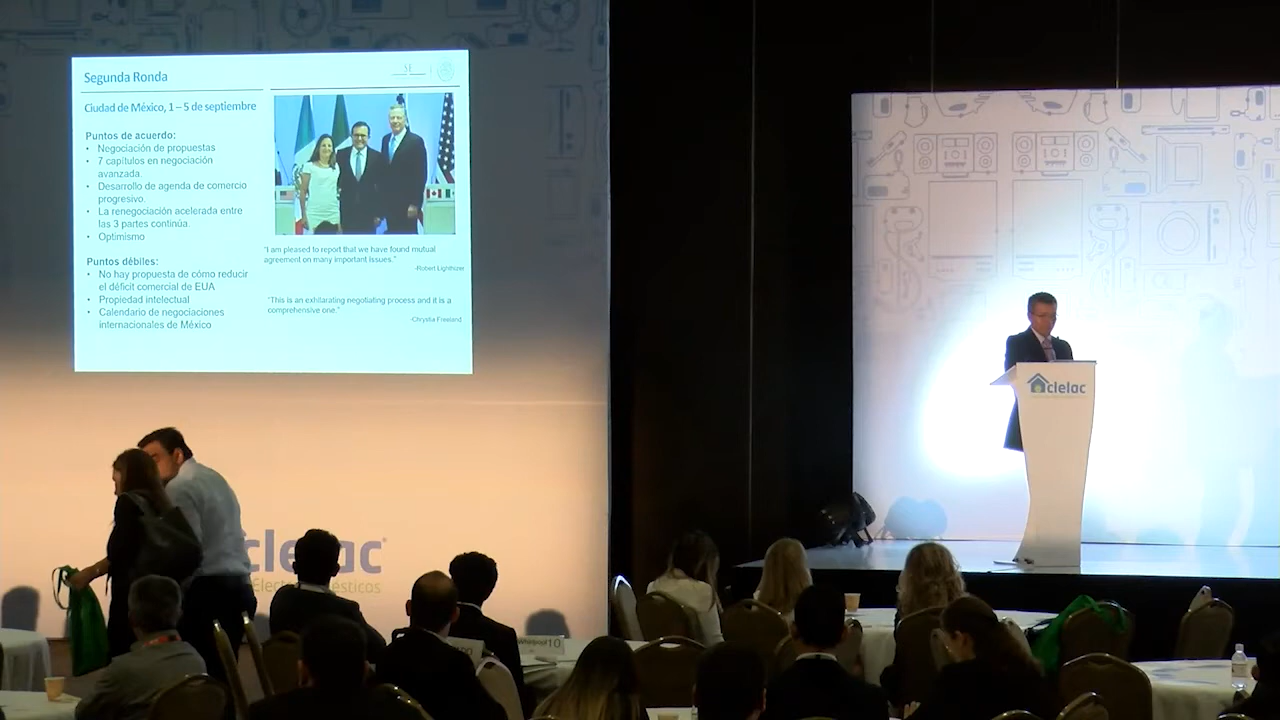 Segunda Ronda
SE
Ciudad de México, 1 – 5 de septiembre
Puntos de acuerdo:
• Negociación de propuestas
• 7 capítulos en negociación
avanzada.
• Desarrollo de agenda de comercio
progresivo.
• La renegociación acelerada entre
las 3 partes continúa.
• Optimismo
Puntos débiles:
• No hay propuesta de cómo reducir
el déficit comercial de EUA
• Propiedad intelectual
• Calendario de negociaciones
internacionales de México
"I am pleased to report that we have found mutual
agreement on many important issues."
-Robert Lighthizer
"This is an exhilarating negotiating process and it is a
comprehensive one."
-Chrystia Freeland
clelac
clelac
Whirlpool 10